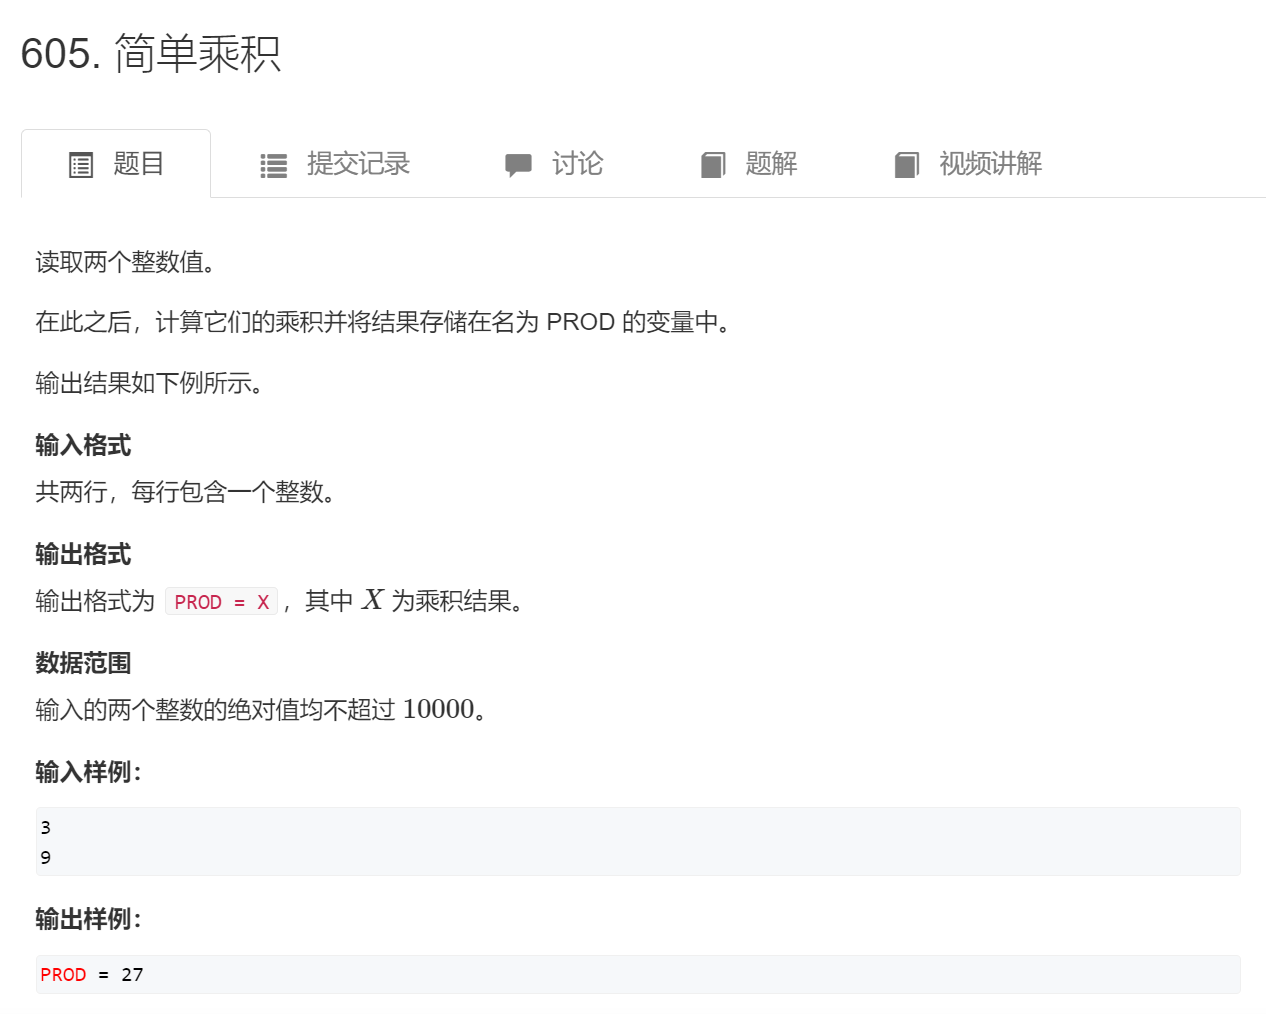 605. 简单乘积
题目 提交记录 讨论 题解 视频讲解
读取两个整数值。
在此之后，计算它们的乘积并将结果存储在名为 PROD 的变量中。
输出结果如下例所示。
输入格式
共两行，每行包含一个整数。
输出格式
输出格式为 PROD = X，其中 X 为乘积结果。
数据范围
输入的两个整数的绝对值均不超过 10000。
输入样例：
3
9
输出样例：
PROD = 27